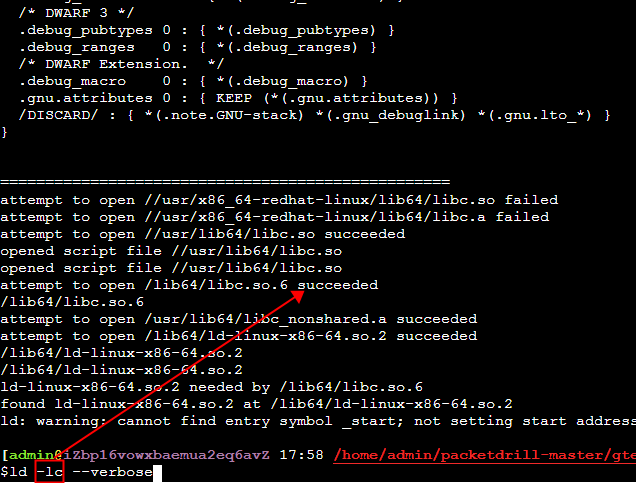 /* DWARF 3 */
.debug_pubtypes 0 : { *(.debug_pubtypes) }
.debug_ranges   0 : { *(.debug_ranges) }
/* DWARF Extension.  */
.debug_macro    0 : { *(.debug_macro) }
.gnu.attributes 0 : { KEEP (*(.gnu.attributes)) }
/DISCARD/ : { *(.note.GNU-stack) *(.gnu_debuglink) *(.gnu.lto_*) }
}
==================================================
attempt to open //usr/x86_64-redhat-linux/lib64/libc.so failed
attempt to open //usr/x86_64-redhat-linux/lib64/libc.a failed
attempt to open //usr/lib64/libc.so succeeded
opened script file //usr/lib64/libc.so
opened script file //usr/lib64/libc.so
attempt to open /lib64/libc.so.6 succeeded
/lib64/libc.so.6
attempt to open /usr/lib64/libc_nonshared.a succeeded
attempt to open /lib64/ld-linux-x86-64.so.2 succeeded
/lib64/ld-linux-x86-64.so.2
/lib64/ld-linux-x86-64.so.2
ld-linux-x86-64.so.2 needed by /lib64/libc.so.6
found ld-linux-x86-64.so.2 at /lib64/ld-linux-x86-64.so.2
ld: warning: cannot find entry symbol _start; not setting start address
[admin@iZbp16vowxbaemua2eq6avZ 17:58 /home/admin/packetdrill-master/gte
$ld -lc --verbose